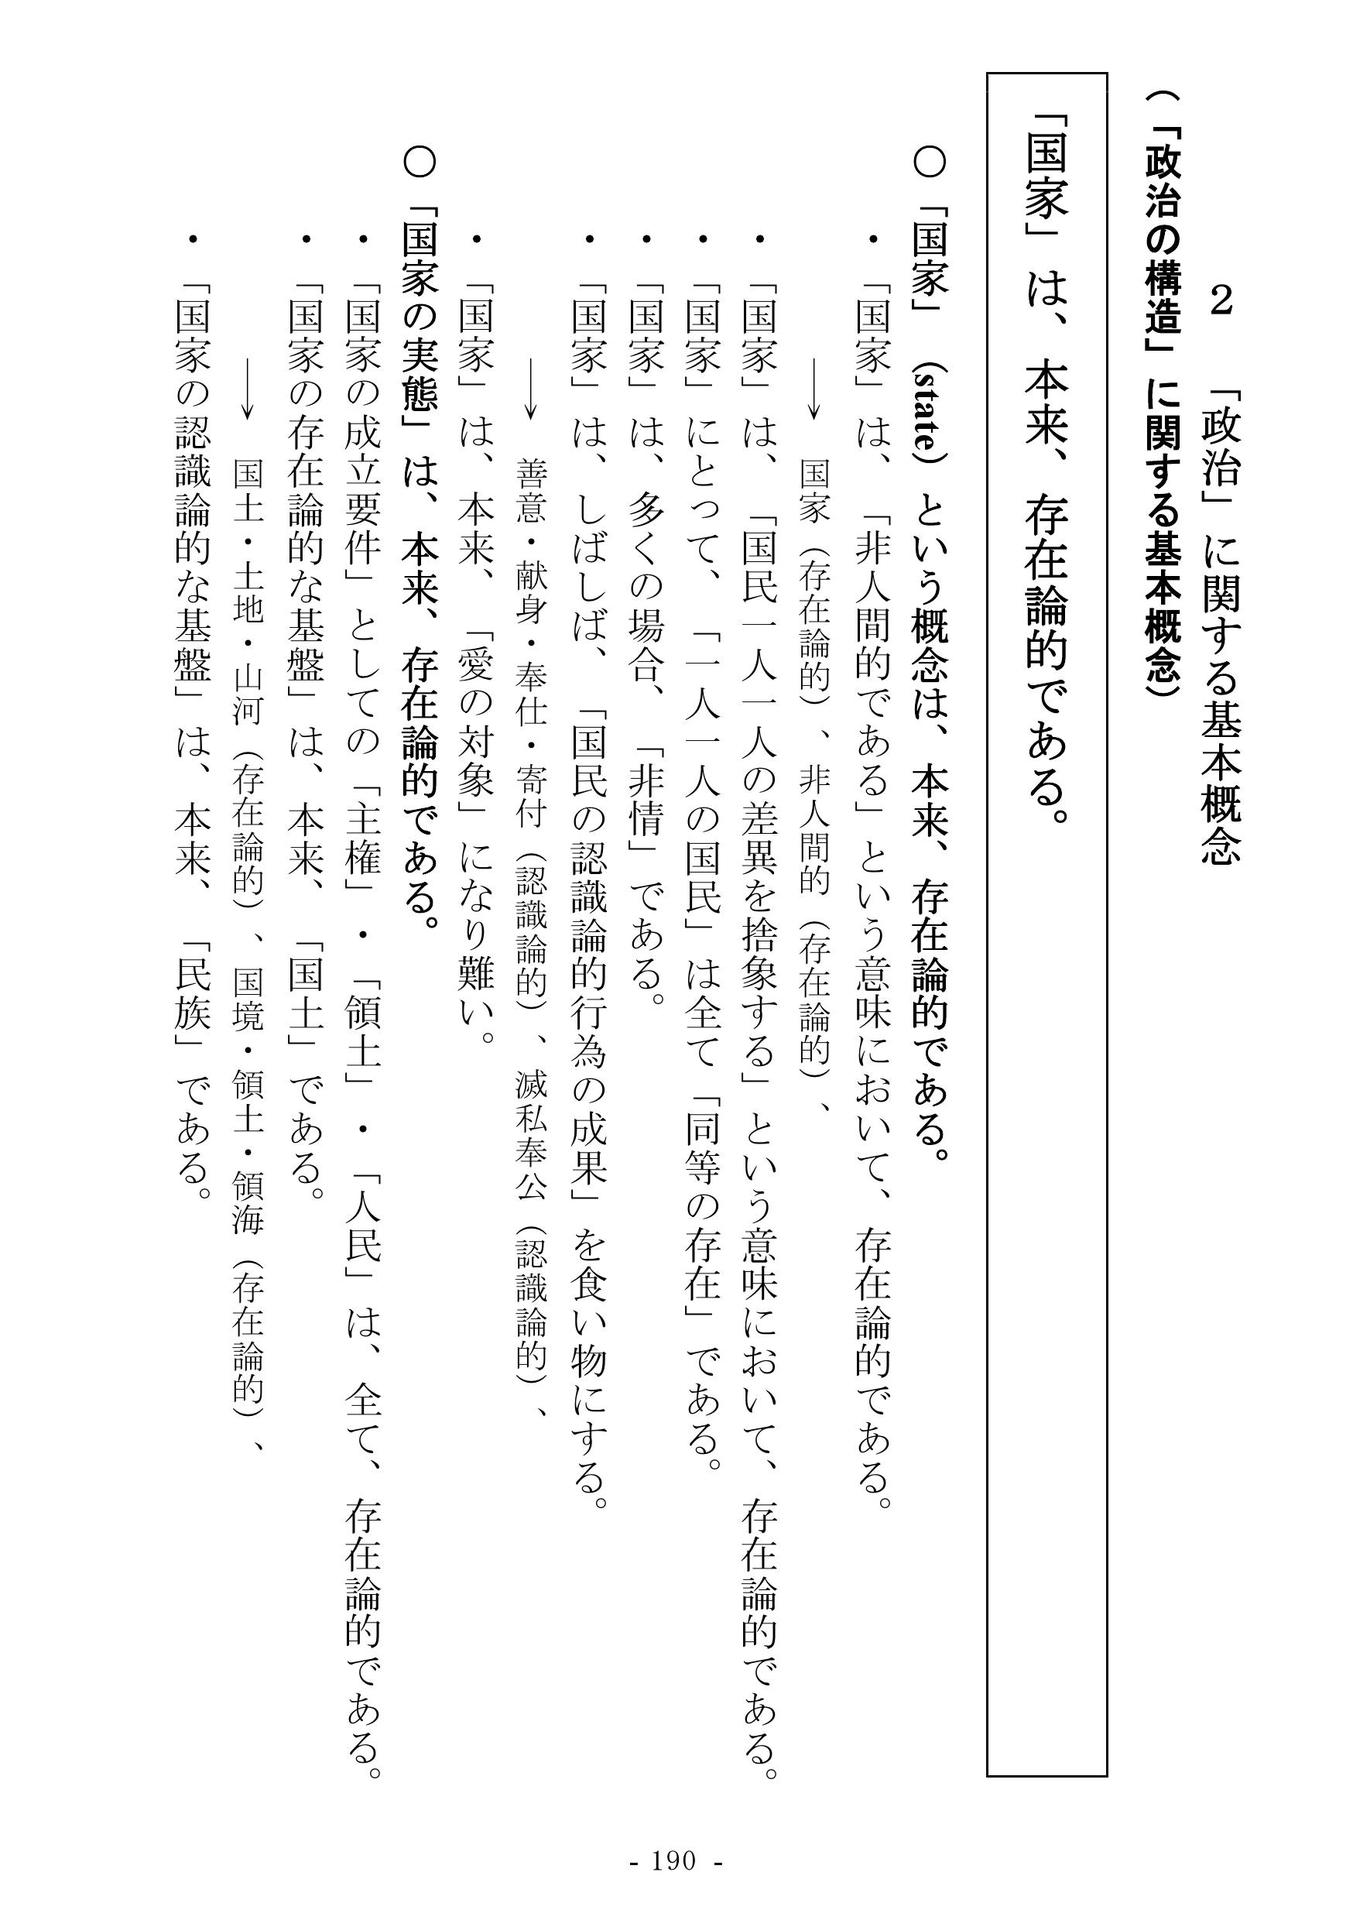 2　「政治」に関する基本概念
（「政治の構造」に関する基本概念）
「国家」は、本来、存在論的である。
○「国家」（state）という概念は、本来、存在論的である。
・「国家」は、「非人間的である」という意味において、存在論的である。
→　国家（存在論的）、非人間的（存在論的）、
・「国家」は、「国民一人一人の差異を捨象する」という意味において、存在論的である。
・「国家」にとって、「一人一人の国民」は全て「同等の存在」である。
・「国家」は、多くの場合、「非情」である。
・「国家」は、しばしば、「国民の認識論的行為の成果」を食い物にする。
→　善意・献身・奉仕・寄付（認識論的）、滅私奉公（認識論的）、
・「国家」は、本来、「愛の対象」になり難い。
○「国家の実態」は、本来、存在論的である。
・「国家の成立要件」としての「主権」・「領土」・「人民」は、全て、存在論的である。
・「国家の存在論的な基盤」は、本来、「国土」である。
→　国土・土地・山河（存在論的）、国境・領土・領海（存在論的）、
・「国家の認識論的な基盤」は、本来、「民族」である。
- 190 -